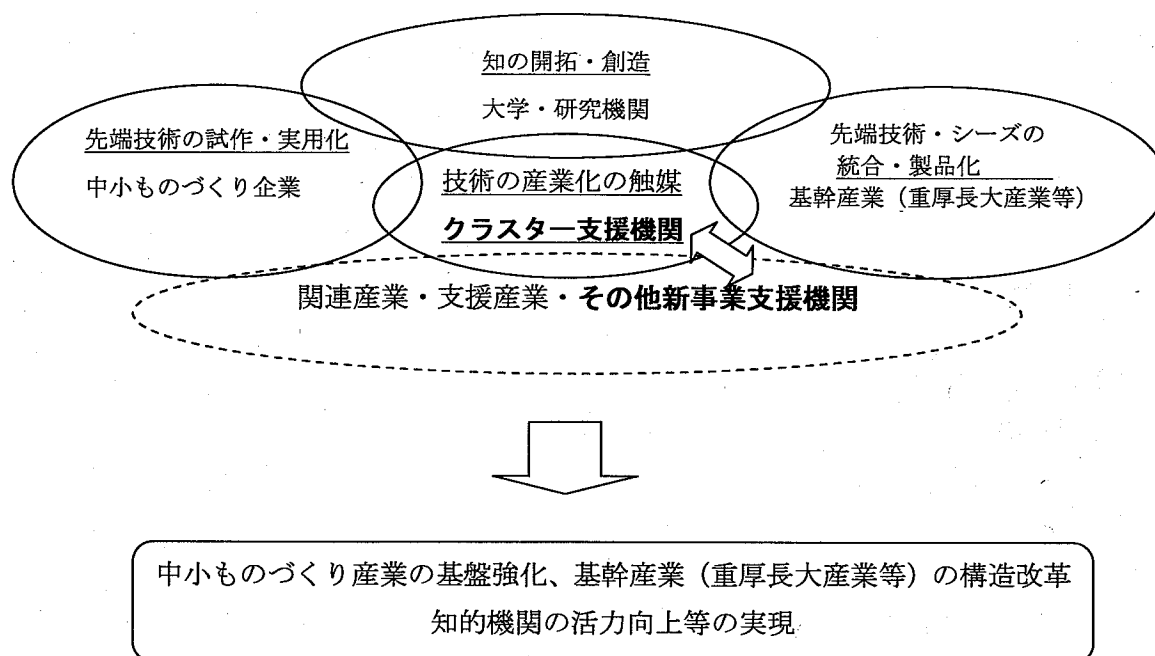 知の開拓・創造
大学・研究機関
先端技術の試作・実用化
中小ものづくり企業
技術の産業化の触媒
クラスター支援機関
先端技術・シーズの
統合・製品化
基幹産業（重厚長大産業等）
関連産業・支援産業・その他新事業支援機関
中小ものづくり産業の基盤強化、基幹産業（重厚長大産業等）の構造改革
知的機関の活力向上等の実現